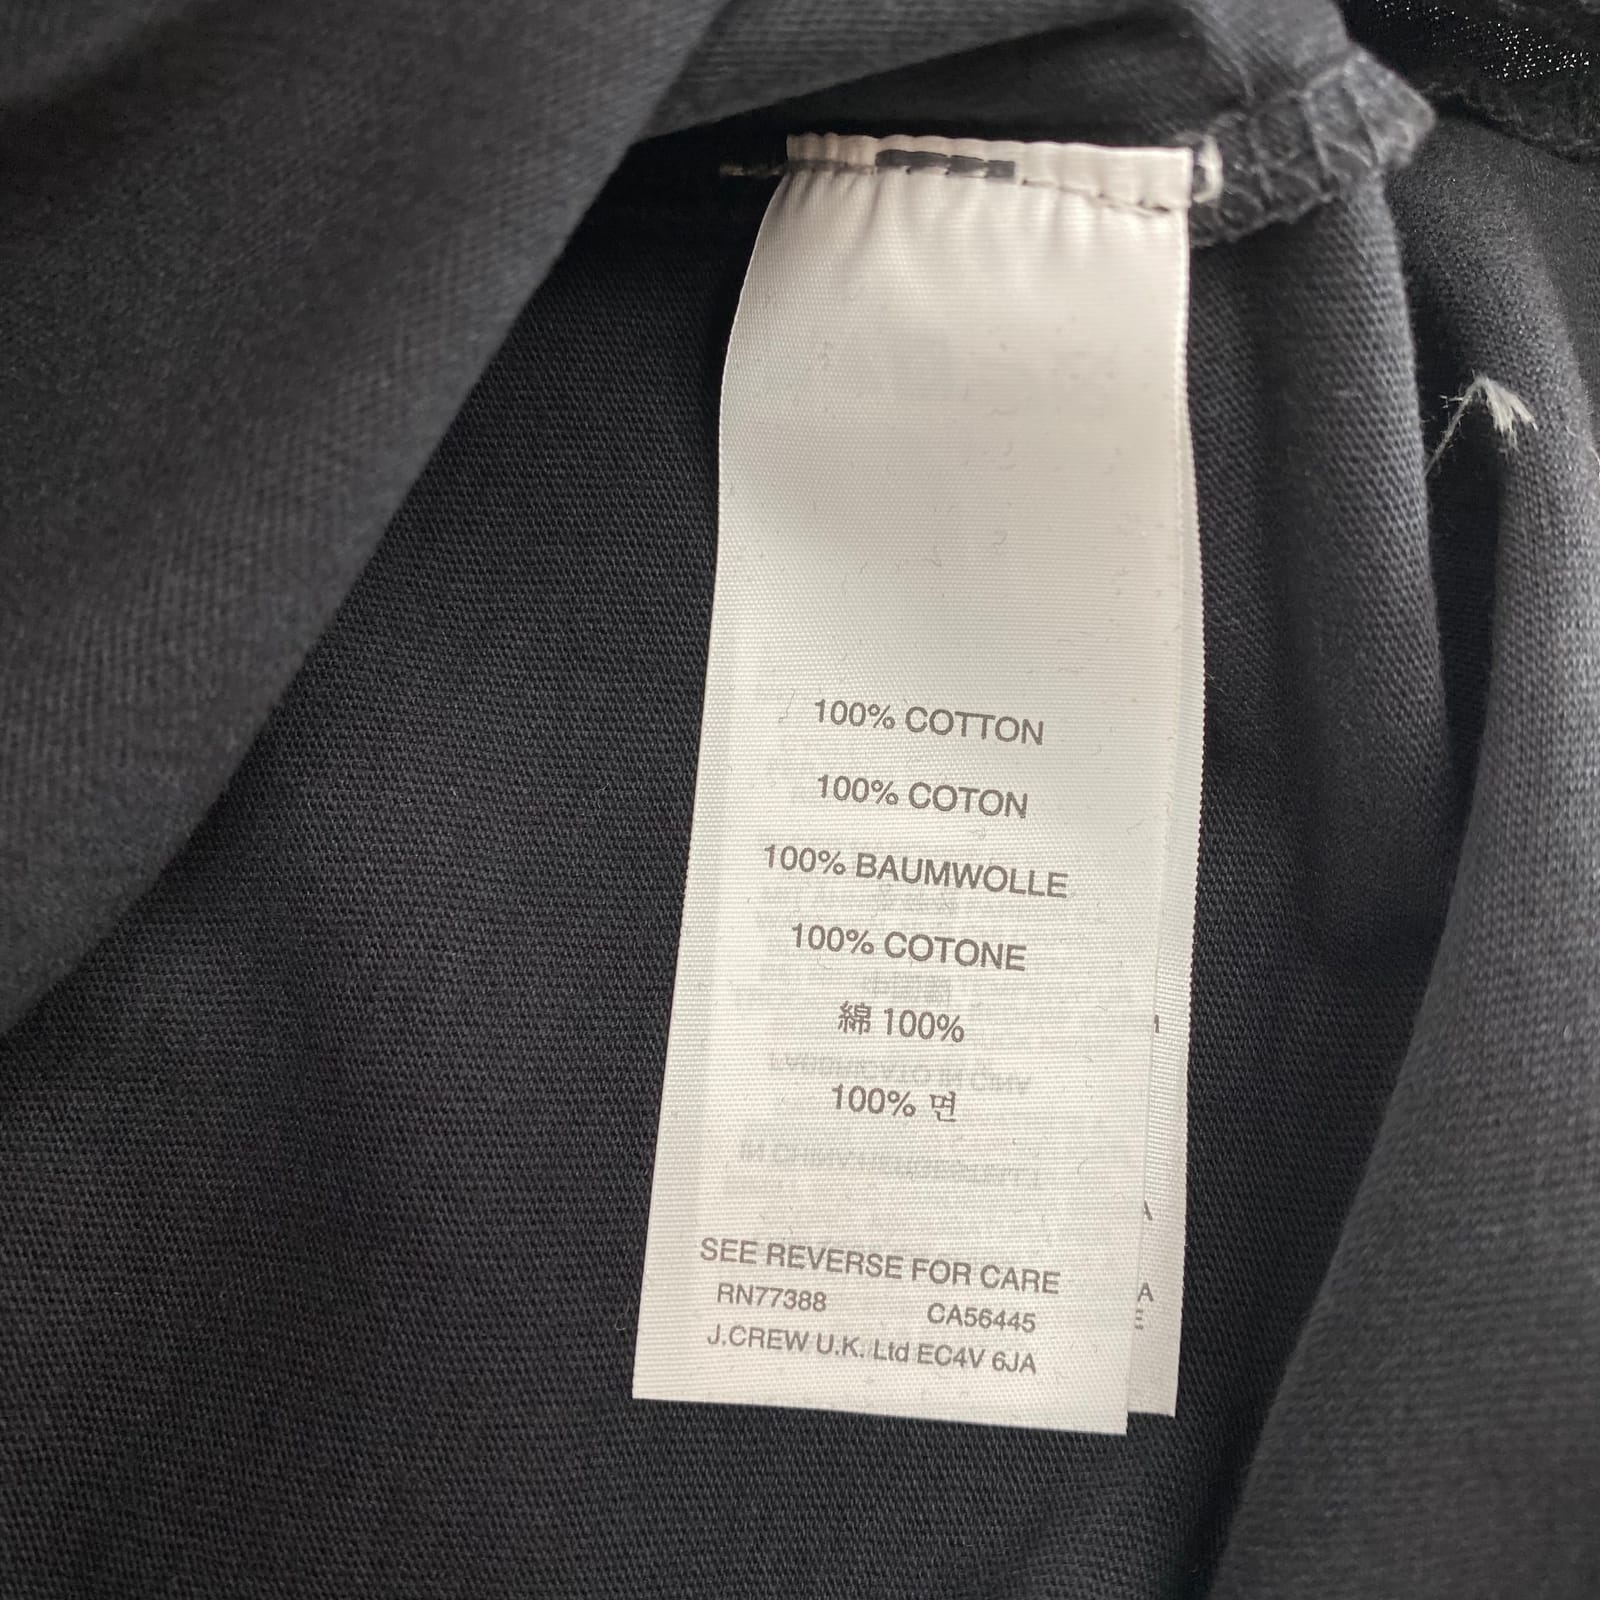 100% COTTON
100% COTON
100% BAUMWOLLE
100% COTONE
綿 100%
100% 면
SEE REVERSE FOR CARE
RN77388 CA56445
J.CREW U.K. Ltd EC4V 6JA